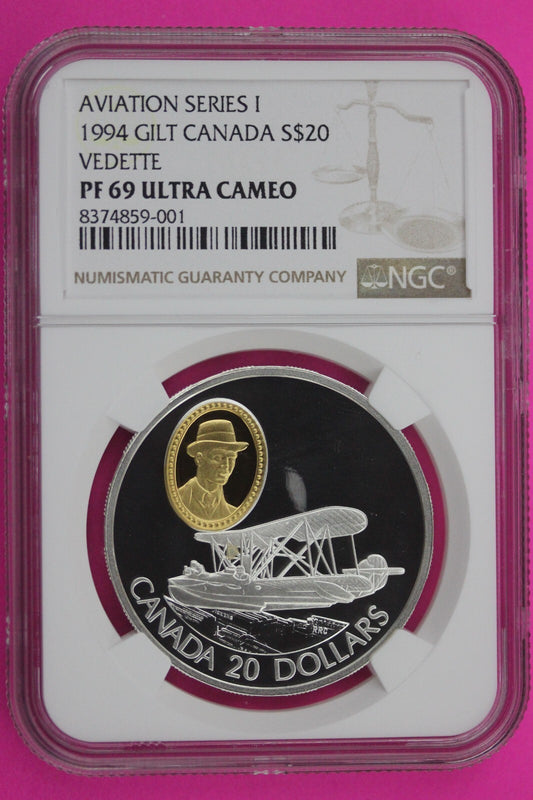 AVIATION SERIES I
1994 GILT CANADA S$20
VEDETTE
PF 69 ULTRA CAMEO
8374859-001
NUMISMATIC GUARANTY COMPANY
NGC®
RRC
CANADA 20 DOLLARS